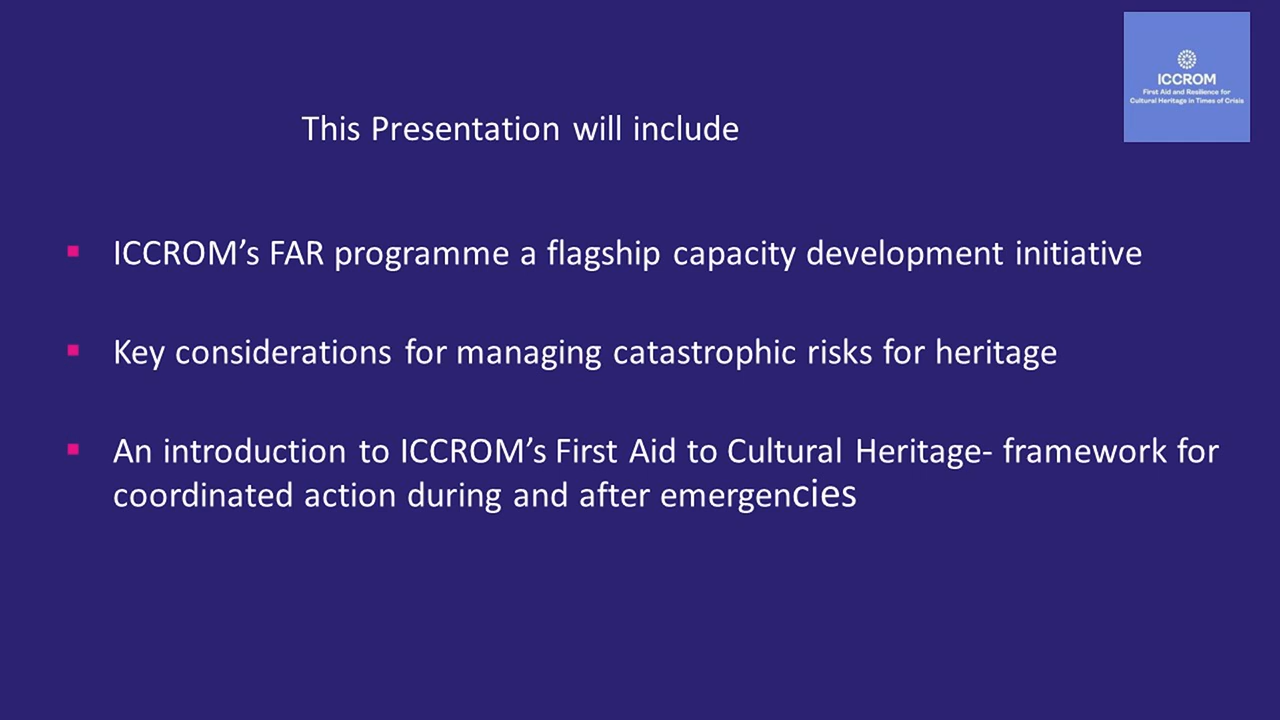 ICCROM
First Aid and Resilience for
Cultural Heritage in Times of Crisis
This Presentation will include
ICCROM’s FAR programme a flagship capacity development initiative
Key considerations for managing catastrophic risks for heritage
An introduction to ICCROM’s First Aid to Cultural Heritage- framework for
coordinated action during and after emergencies